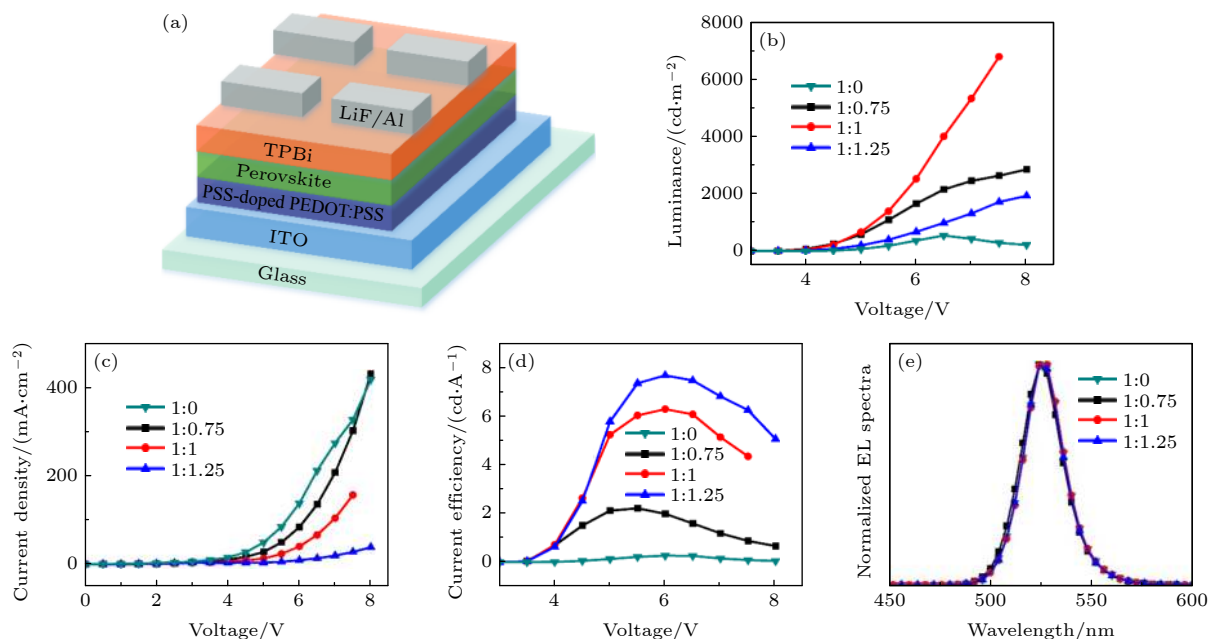 (a)
LiF/Al
TPBi
Perovskite
PSS-doped PEDOT:PSS
ITO
Glass
(b)
8000
6000
4000
2000
0
Luminance/(cd·m⁻²)
1:0
1:0.75
1:1
1:1.25
4 6 8
Voltage/V
(c)
400
200
0
Current density/(mA·cm⁻²)
1:0
1:0.75
1:1
1:1.25
0 2 4 6 8
Voltage/V
(d)
8
6
4
2
0
Current efficiency/(cd·A⁻¹)
1:0
1:0.75
1:1
1:1.25
4 6 8
Voltage/V
(e)
Normalized EL spectra
1:0
1:0.75
1:1
1:1.25
450 500 550 600
Wavelength/nm